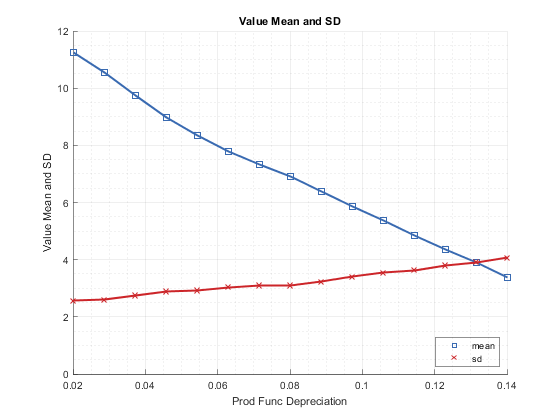 Value Mean and SD
12
10
8
6
4
2
0
Value Mean and SD
0.02
0.04
0.06
0.08
0.1
0.12
0.14
Prod Func Depreciation
mean
sd